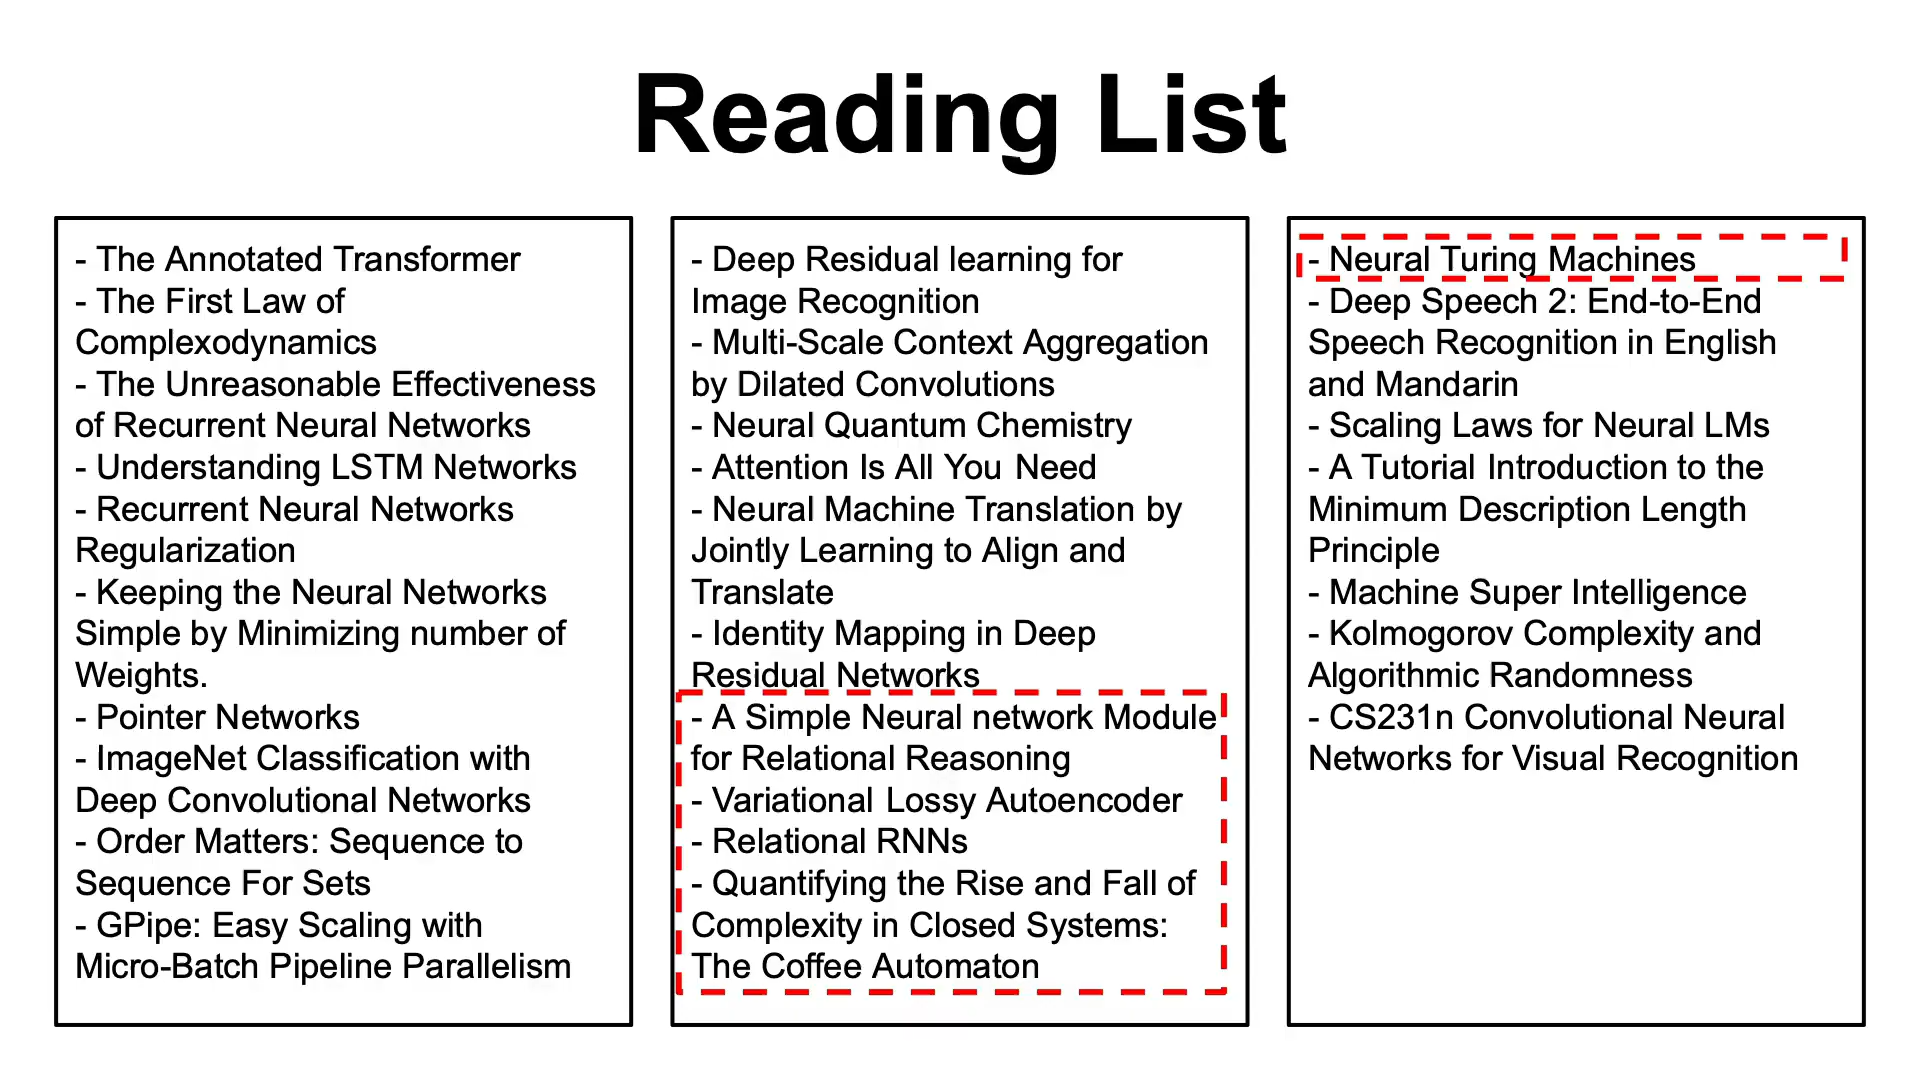 Reading List
- The Annotated Transformer
- The First Law of
Complexodynamics
- The Unreasonable Effectiveness
of Recurrent Neural Networks
- Understanding LSTM Networks
- Recurrent Neural Networks
Regularization
- Keeping the Neural Networks
Simple by Minimizing number of
Weights.
- Pointer Networks
- ImageNet Classification with
Deep Convolutional Networks
- Order Matters: Sequence to
Sequence For Sets
- GPipe: Easy Scaling with
Micro-Batch Pipeline Parallelism
- Deep Residual learning for
Image Recognition
- Multi-Scale Context Aggregation
by Dilated Convolutions
- Neural Quantum Chemistry
- Attention Is All You Need
- Neural Machine Translation by
Jointly Learning to Align and
Translate
- Identity Mapping in Deep
Residual Networks
- A Simple Neural network Module
for Relational Reasoning
- Variational Lossy Autoencoder
- Relational RNNs
- Quantifying the Rise and Fall of
Complexity in Closed Systems:
The Coffee Automaton
- Neural Turing Machines
- Deep Speech 2: End-to-End
Speech Recognition in English
and Mandarin
- Scaling Laws for Neural LMs
- A Tutorial Introduction to the
Minimum Description Length
Principle
- Machine Super Intelligence
- Kolmogorov Complexity and
Algorithmic Randomness
- CS231n Convolutional Neural
Networks for Visual Recognition